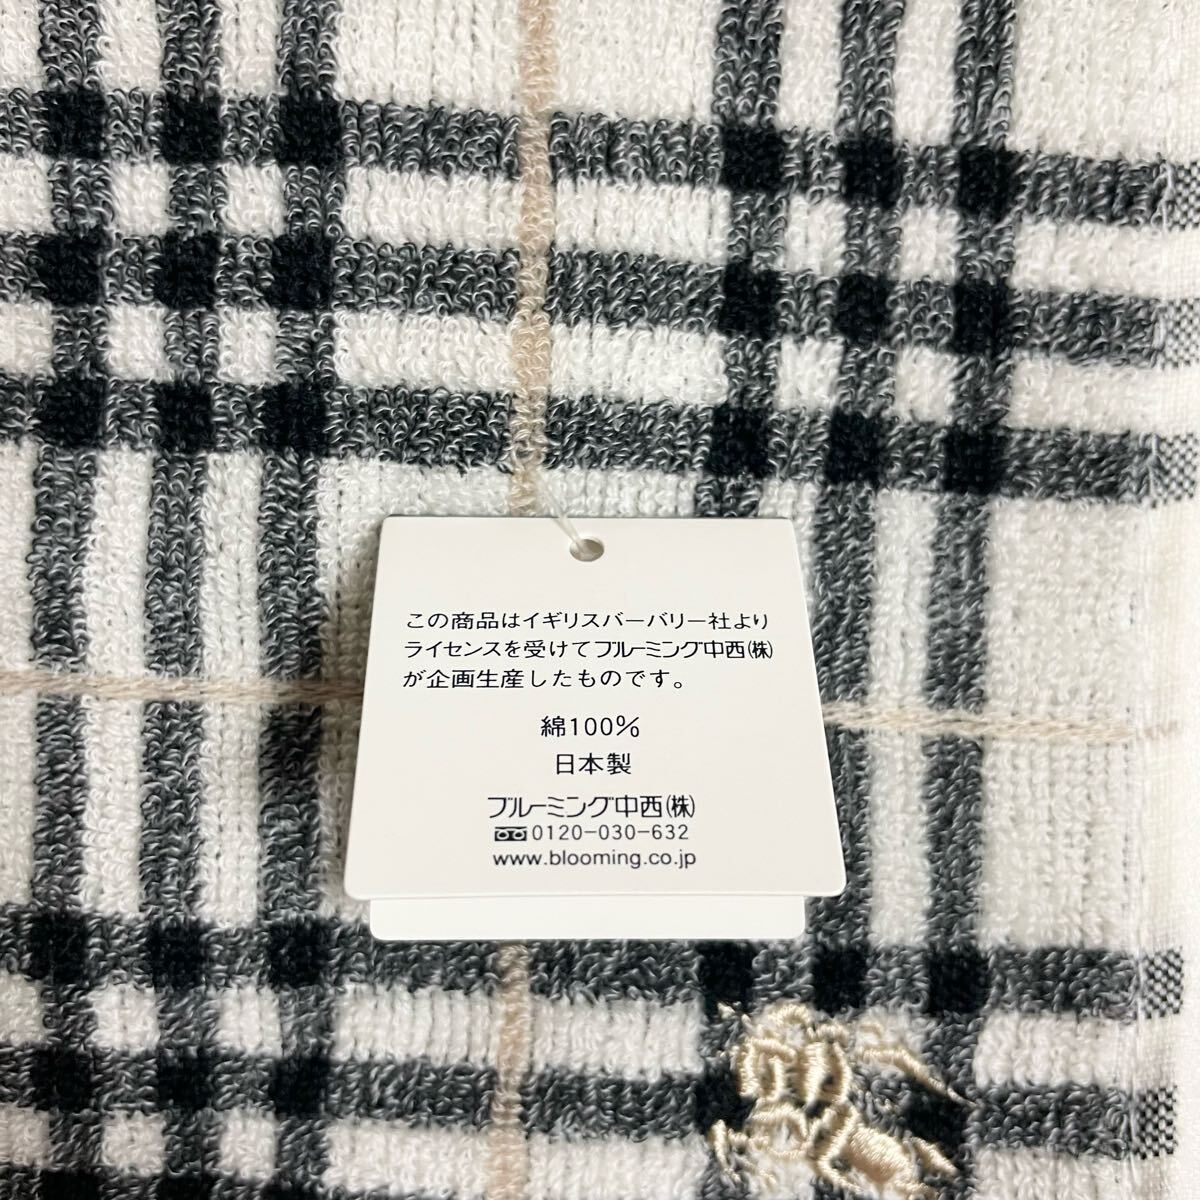 この商品はイギリスバーバリー社より
ライセンスを受けてブルーミング中西(株)
が企画生産したものです。
綿100%
日本製
ブルーミング中西(株)
0120-030-632
www.blooming.co.jp